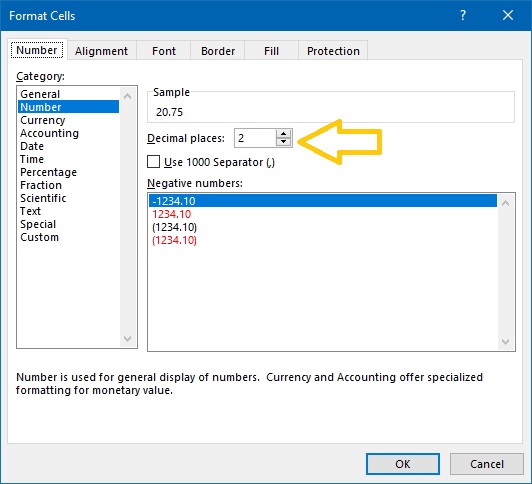 Format Cells
?
Number Alignment Font Border Fill Protection
Category:
General
Number
Currency
Accounting
Date
Time
Percentage
Fraction
Scientific
Text
Special
Custom
Sample
20.75
Decimal places: 2
Use 1000 Separator (,)
Negative numbers:
-1234.10
1234.10
(1234.10)
(1234.10)
Number is used for general display of numbers. Currency and Accounting offer specialized
formatting for monetary value.
OK Cancel